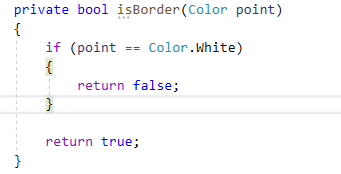 private bool isBorder(Color point)
{
    if (point == Color.White)
    {
        return false;
    }
    return true;
}